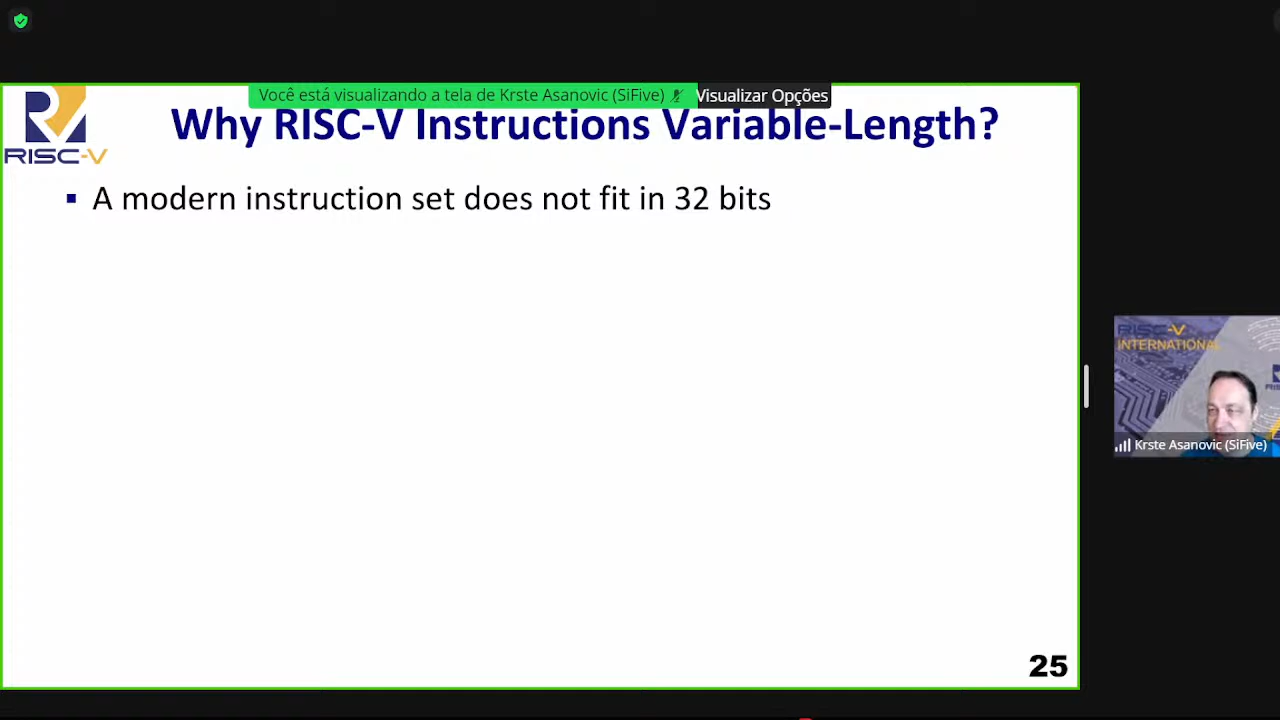 Você está visualizando a tela de Krste Asanovic (SiFive)
Visualizar Opções
RISC-V
Why RISC-V Instructions Variable-Length?
▪ A modern instruction set does not fit in 32 bits
RISC-V
INTERNATIONAL
Krste Asanovic (SiFive)
25